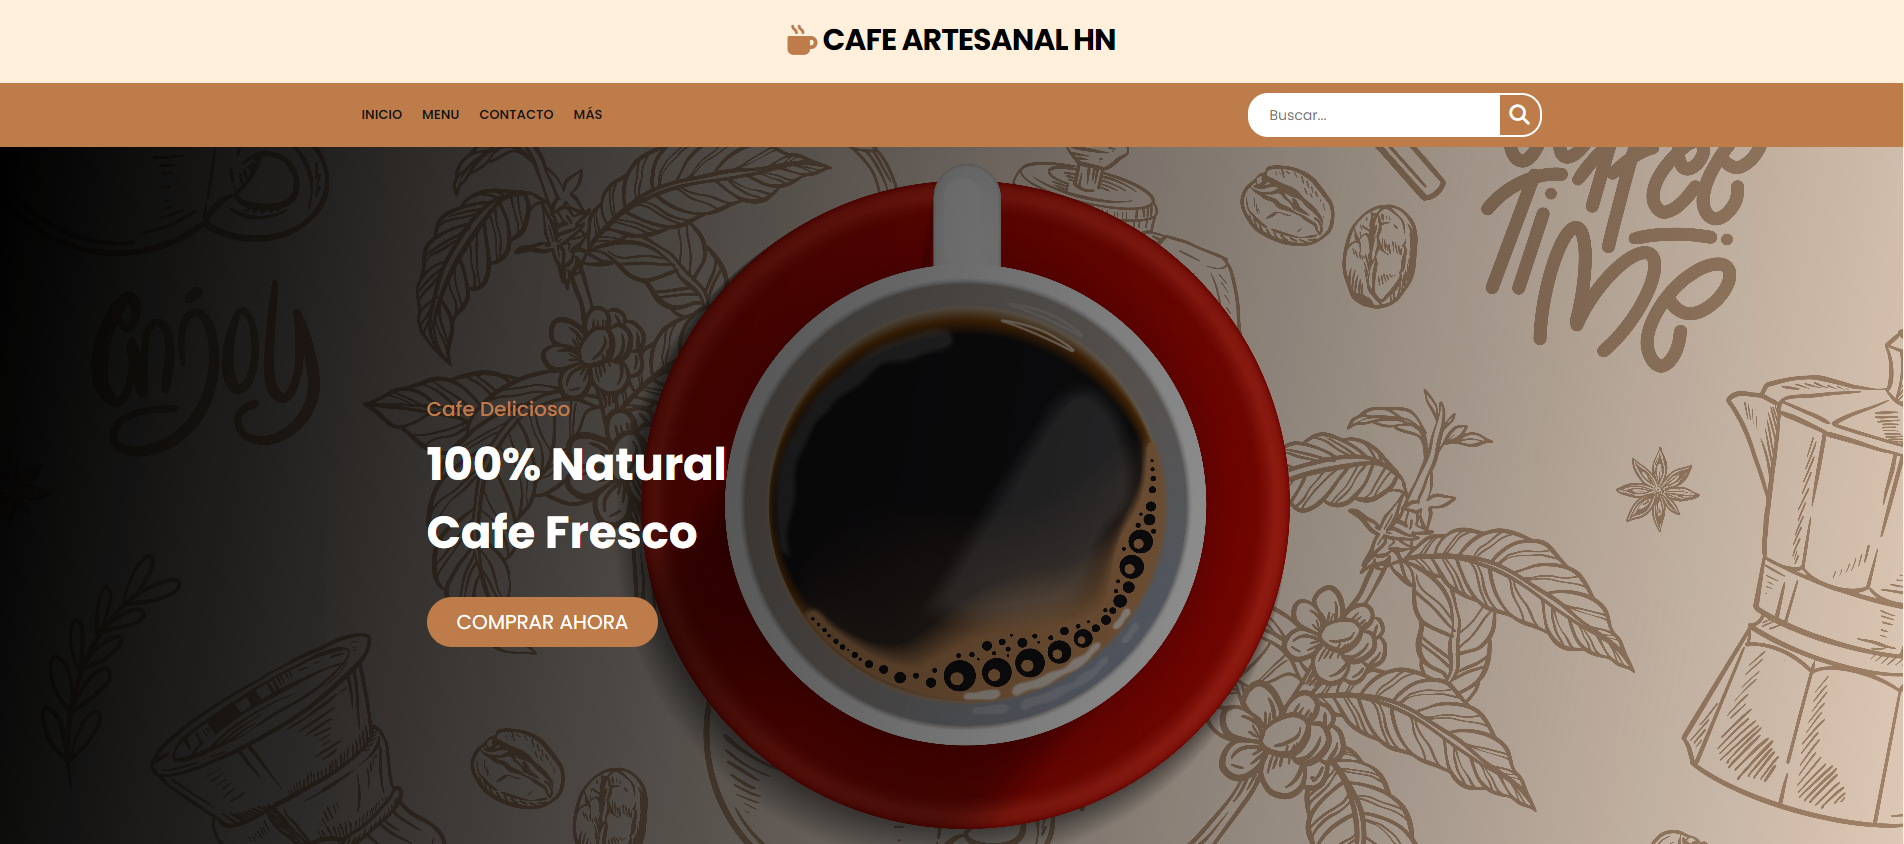 CAFE ARTESANAL HN
INICIO MENU CONTACTO MÁS
Buscar...
Coffee
Time
enjoy
Cafe Delicioso
100% Natural
Cafe Fresco
COMPRAR AHORA